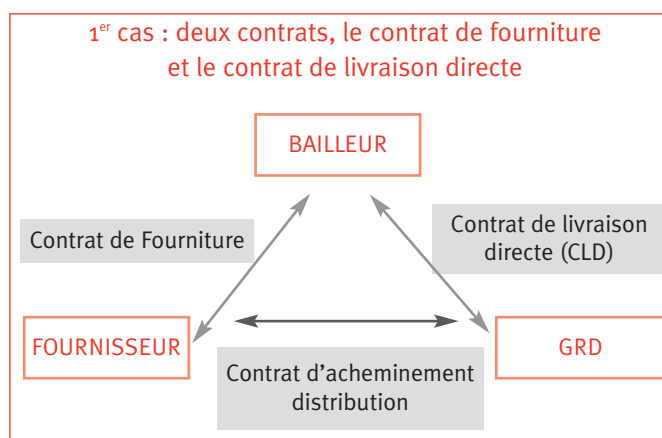 1er cas : deux contrats, le contrat de fourniture
et le contrat de livraison directe
BAILLEUR
Contrat de Fourniture
Contrat de livraison
directe (CLD)
FOURNISSEUR
GRD
Contrat d’acheminement
distribution